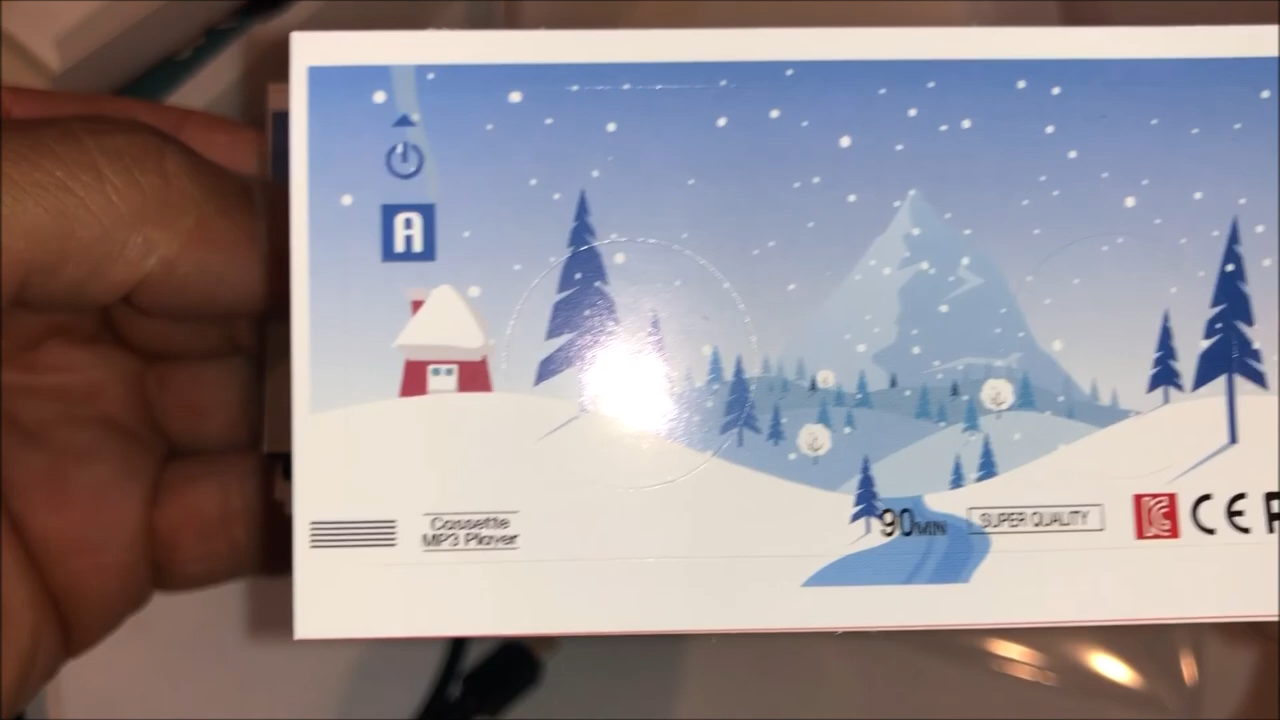 A
Cassette
MP3 Player
90MIN
SUPER QUALITY
CE F